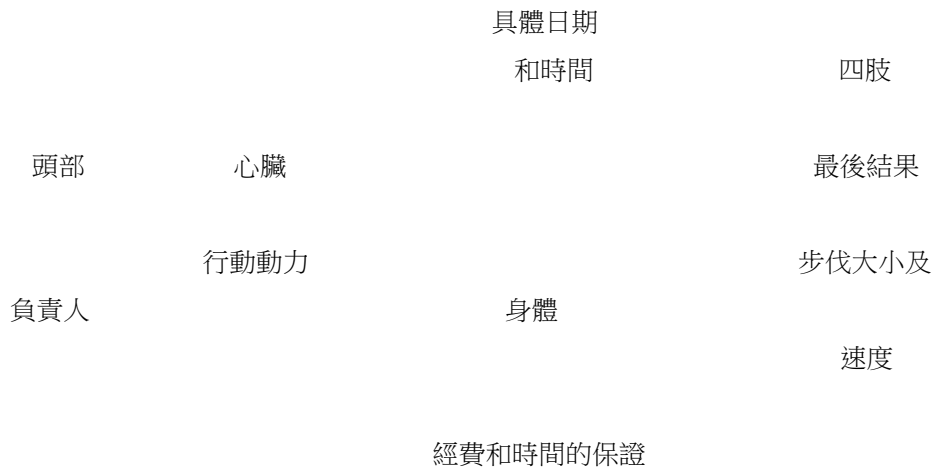 具體日期
和時間
四肢
頭部
心臟
最後結果
行動動力
步伐大小及
負責人
身體
速度
經費和時間的保證